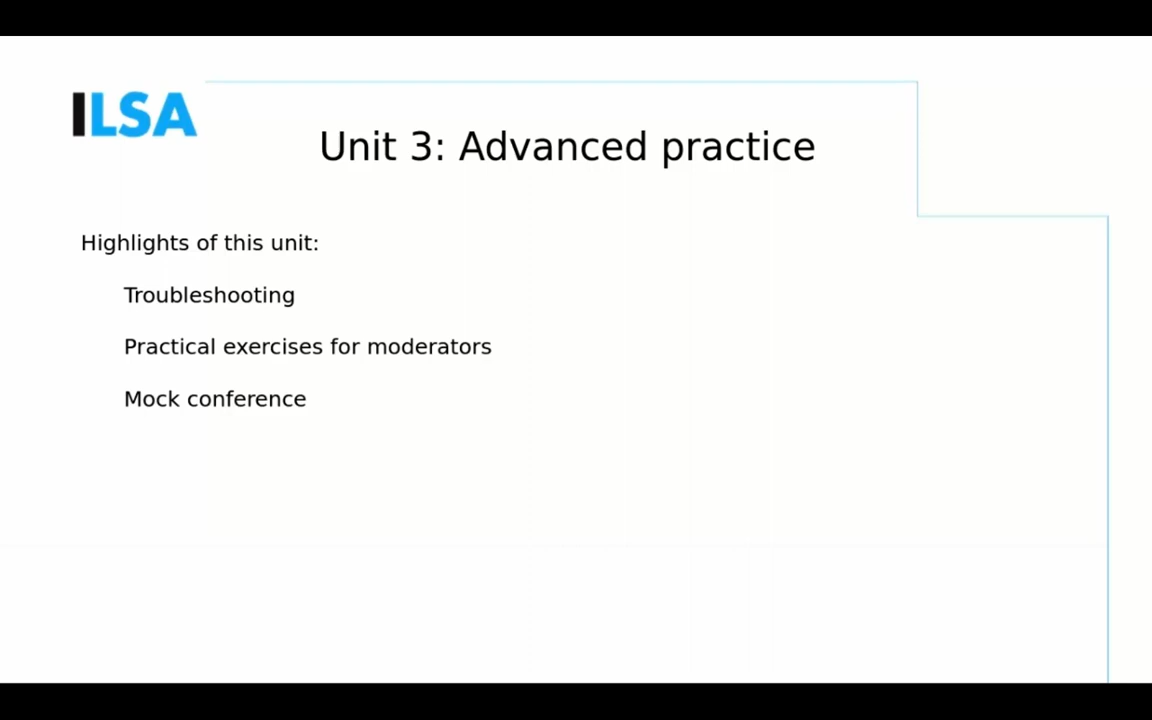 ILSA
Unit 3: Advanced practice
Highlights of this unit:
Troubleshooting
Practical exercises for moderators
Mock conference